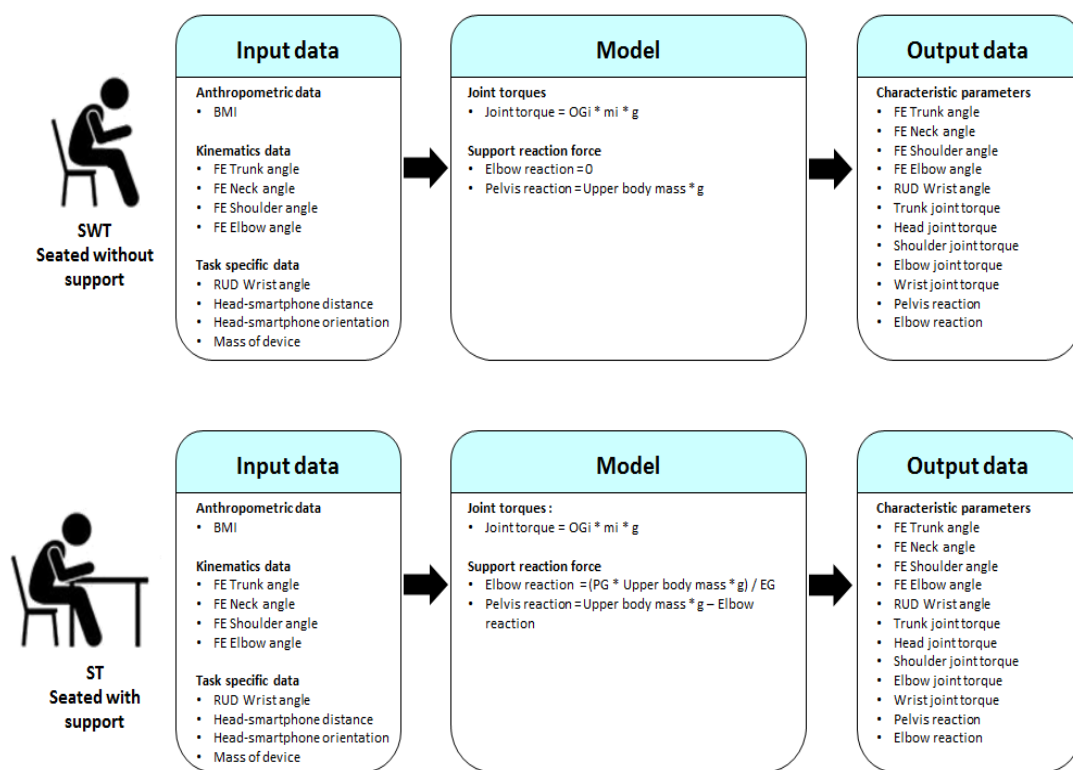 Input data
Anthropometric data
• BMI
Kinematics data
• FE Trunk angle
• FE Neck angle
• FE Shoulder angle
• FE Elbow angle
Task specific data
• RUD Wrist angle
• Head-smartphone distance
• Head-smartphone orientation
• Mass of device
Model
Joint torques
• Joint torque = OGi * mi * g
Support reaction force
• Elbow reaction = 0
• Pelvis reaction = Upper body mass * g
Output data
Characteristic parameters
• FE Trunk angle
• FE Neck angle
• FE Shoulder angle
• FE Elbow angle
• RUD Wrist angle
• Trunk joint torque
• Head joint torque
• Shoulder joint torque
• Elbow joint torque
• Wrist joint torque
• Pelvis reaction
• Elbow reaction
SWT
Seated without
support
Input data
Anthropometric data
• BMI
Kinematics data
• FE Trunk angle
• FE Neck angle
• FE Shoulder angle
• FE Elbow angle
Task specific data
• RUD Wrist angle
• Head-smartphone distance
• Head-smartphone orientation
• Mass of device
Model
Joint torques :
• Joint torque = OGi * mi * g
Support reaction force
• Elbow reaction = (PG * Upper body mass * g) / EG
• Pelvis reaction = Upper body mass * g – Elbow
reaction
Output data
Characteristic parameters
• FE Trunk angle
• FE Neck angle
• FE Shoulder angle
• FE Elbow angle
• RUD Wrist angle
• Trunk joint torque
• Head joint torque
• Shoulder joint torque
• Elbow joint torque
• Wrist joint torque
• Pelvis reaction
• Elbow reaction
ST
Seated with
support